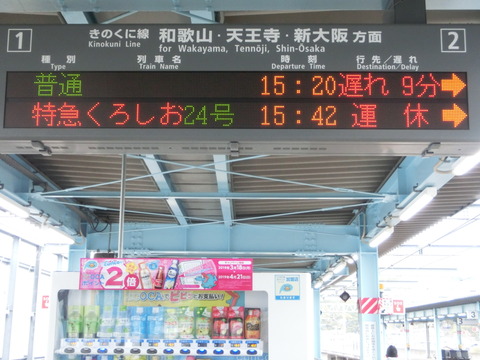 1
きのくに線 和歌山・天王寺・新大阪 方面
Kinokuni Line for Wakayama, Tennōji, Shin-Ōsaka
2
種別 列車名 時刻 行先/遅れ
Type Train Name Departure Time Destination/Delay
普通 15:20 遅れ 9分→
特急くろしお24号 15:42 運休→
2倍